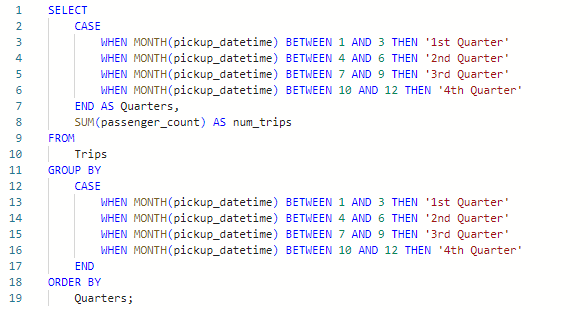 1 SELECT
2 CASE
3 WHEN MONTH(pickup_datetime) BETWEEN 1 AND 3 THEN '1st Quarter'
4 WHEN MONTH(pickup_datetime) BETWEEN 4 AND 6 THEN '2nd Quarter'
5 WHEN MONTH(pickup_datetime) BETWEEN 7 AND 9 THEN '3rd Quarter'
6 WHEN MONTH(pickup_datetime) BETWEEN 10 AND 12 THEN '4th Quarter'
7 END AS Quarters,
8 SUM(passenger_count) AS num_trips
9 FROM
10 Trips
11 GROUP BY
12 CASE
13 WHEN MONTH(pickup_datetime) BETWEEN 1 AND 3 THEN '1st Quarter'
14 WHEN MONTH(pickup_datetime) BETWEEN 4 AND 6 THEN '2nd Quarter'
15 WHEN MONTH(pickup_datetime) BETWEEN 7 AND 9 THEN '3rd Quarter'
16 WHEN MONTH(pickup_datetime) BETWEEN 10 AND 12 THEN '4th Quarter'
17 END
18 ORDER BY
19 Quarters;